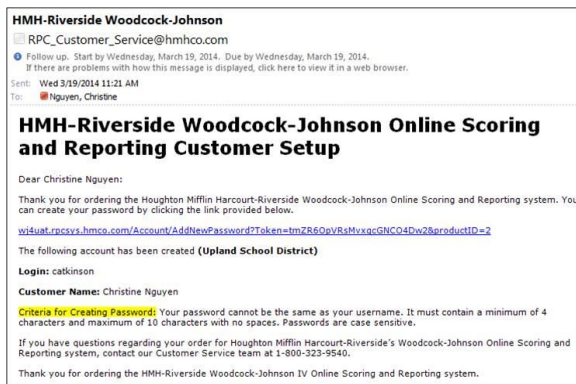 HMH-Riverside Woodcock-Johnson
RPC_Customer_Service@hmhco.com
Follow up. Start by Wednesday, March 19, 2014. Due by Wednesday, March 19, 2014.
If there are problems with how this message is displayed, click here to view it in a web browser.
Sent: Wed 3/19/2014 11:21 AM
To: Nguyen, Christine
HMH-Riverside Woodcock-Johnson Online Scoring
and Reporting Customer Setup
Dear Christine Nguyen:
Thank you for ordering the Houghton Mifflin Harcourt-Riverside Woodcock-Johnson Online Scoring and Reporting system. You
can create your password by clicking the link provided below.
wj4uat.rpcsys.hmco.com/Account/AddNewPassword?Token=tmZR6OpVRsMvxqcGNCO4Dw2&productID=2
The following account has been created (Upland School District)
Login: catkinson
Customer Name: Christine Nguyen
Criteria for Creating Password: Your password cannot be the same as your username. It must contain a minimum of 4
characters and maximum of 10 characters with no spaces. Passwords are case sensitive.
If you have questions regarding your order for Houghton Mifflin Harcourt-Riverside's Woodcock-Johnson Online Scoring and
Reporting system, contact our Customer Service team at 1-800-323-9540.
Thank you for ordering the HMH-Riverside Woodcock-Johnson IV Online Scoring and Reporting system.